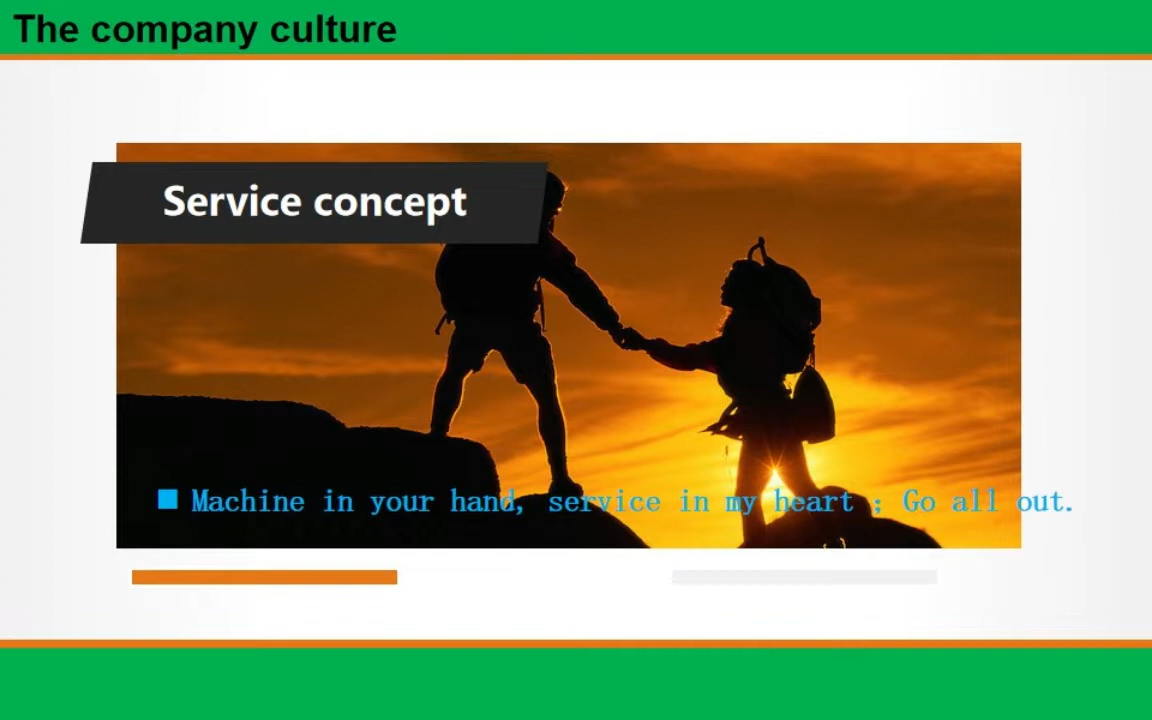 The company culture
Service concept
■ Machine in your hand, service in my heart ; Go all out.